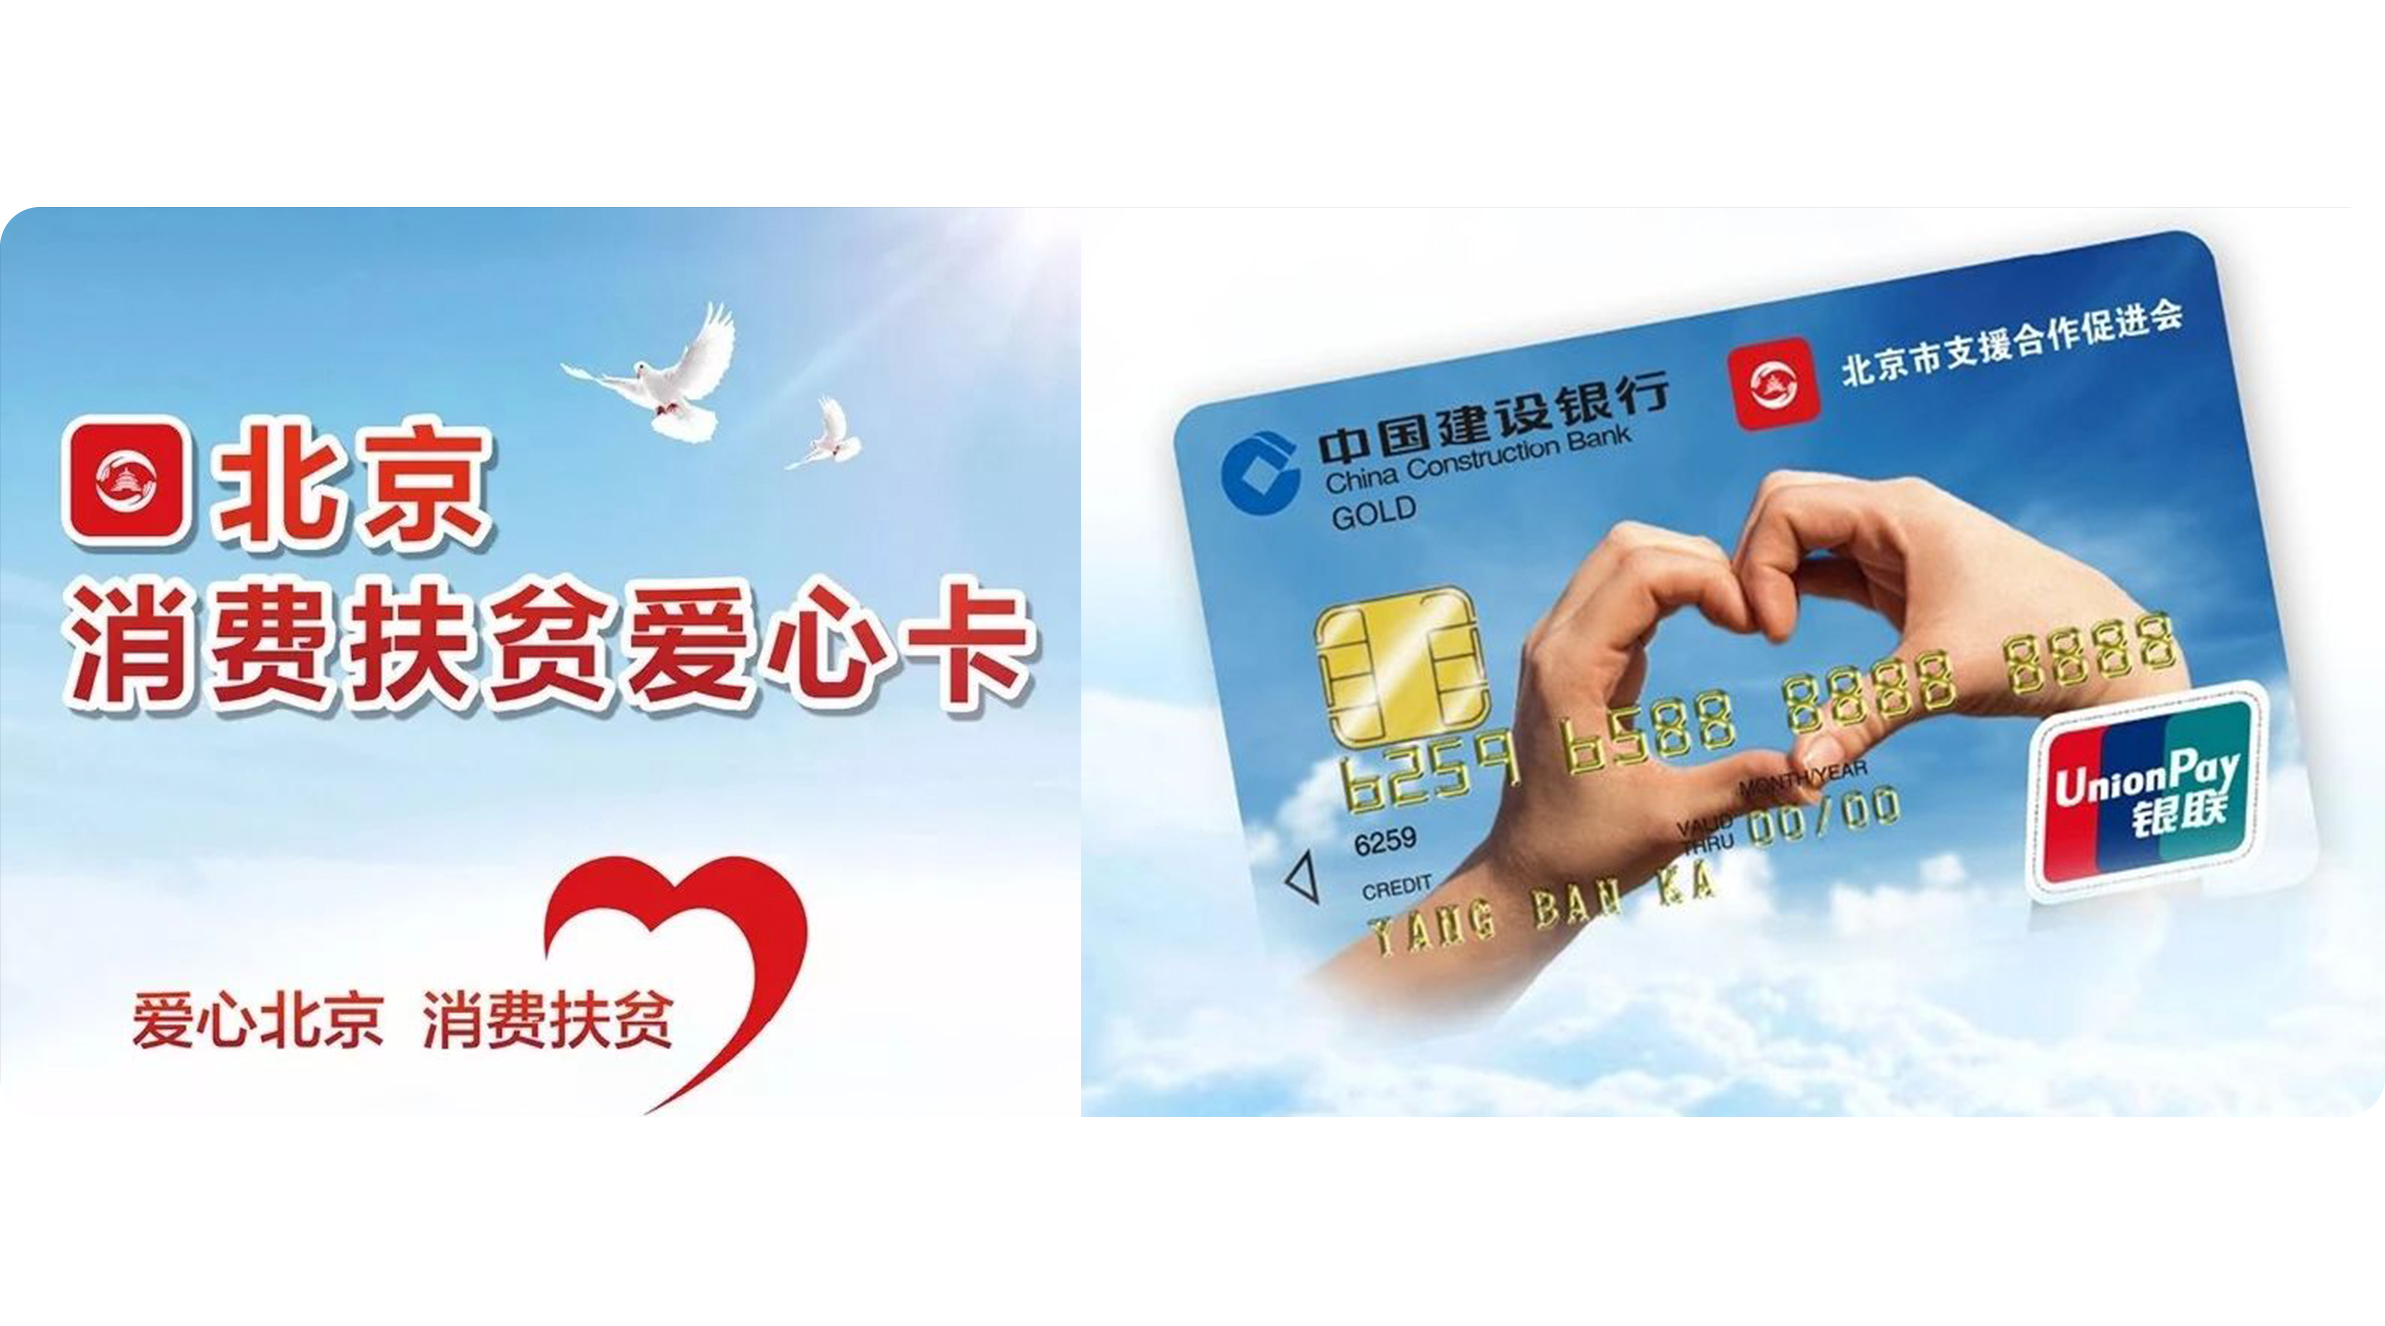 北京
消费扶贫爱心卡
爱心北京 消费扶贫
中国建设银行
China Construction Bank
GOLD
北京市支援合作促进会
6259 6588 8888 8888
6259
MONTH/YEAR
VALID
THRU
00/00
CREDIT
YANG BAN KA
UnionPay
银联